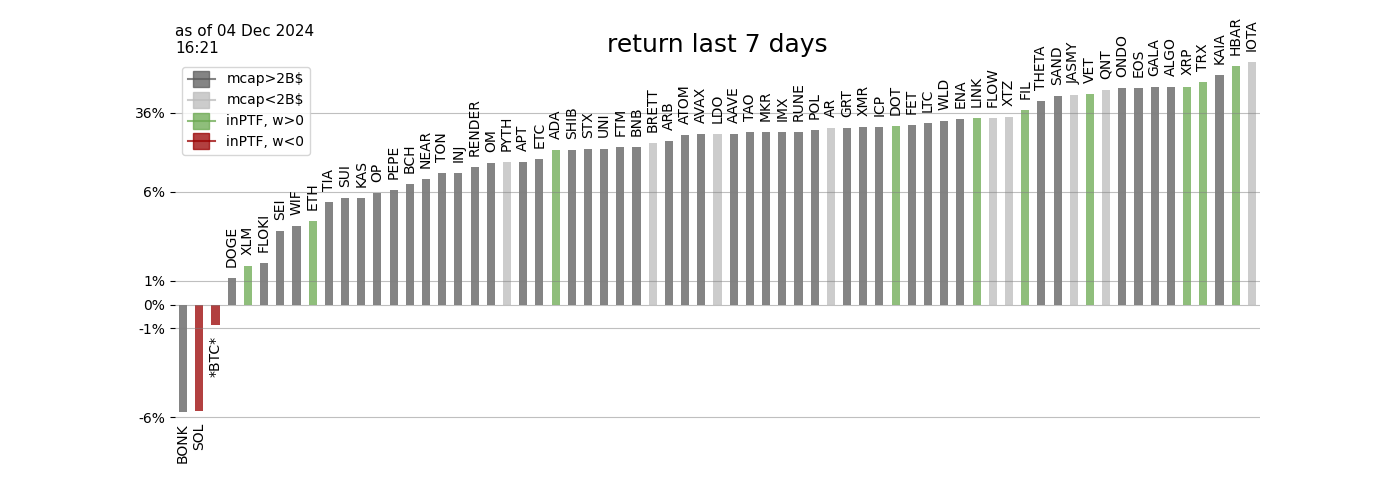 as of 04 Dec 2024
16:21
return last 7 days
mcap>2B$
mcap<2B$
inPTF, w>0
inPTF, w<0
36%
6%
1%
0%
-1%
-6%
BONK
SOL
*BTC*
DOGE
XLM
FLOKI
SEI
WIF
ETH
TIA
SUI
KAS
OP
PEPE
BCH
NEAR
TON
INJ
RENDER
OM
PYTH
APT
ETC
ADA
SHIB
STX
UNI
FTM
BNB
BRETT
ARB
ATOM
AVAX
LDO
AAVE
TAO
MKR
IMX
RUNE
POL
AR
GRT
XMR
ICP
DOT
FET
LTC
WLD
ENA
LINK
FLOW
XTZ
FIL
THETA
SAND
JASMY
VET
QNT
ONDO
EOS
GALA
ALGO
XRP
TRX
KAIA
HBAR
IOTA